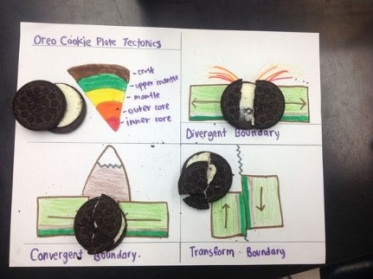 Oreo Cookie Plate Tectonics
- crust
- upper mantle
- mantle
- outer core
- inner core
Divergent Boundary
Convergent Boundary.
Transform - Boundary